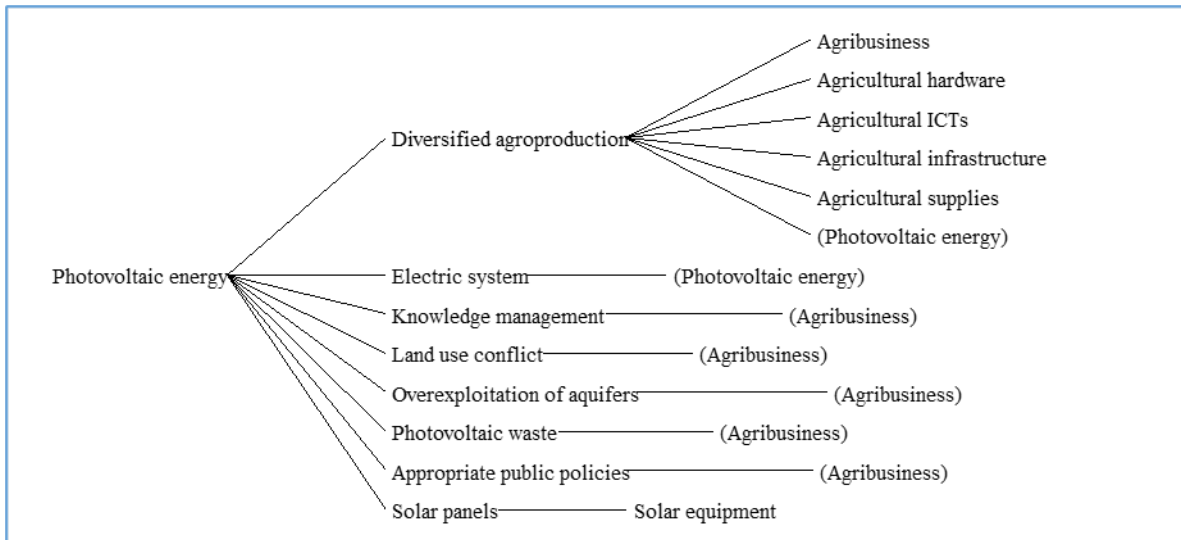 Agribusiness
Agricultural hardware
Agricultural ICTs
Diversified agroproduction
Agricultural infrastructure
Agricultural supplies
(Photovoltaic energy)
Photovoltaic energy Electric system (Photovoltaic energy)
Knowledge management (Agribusiness)
Land use conflict (Agribusiness)
Overexploitation of aquifers (Agribusiness)
Photovoltaic waste (Agribusiness)
Appropriate public policies (Agribusiness)
Solar panels Solar equipment